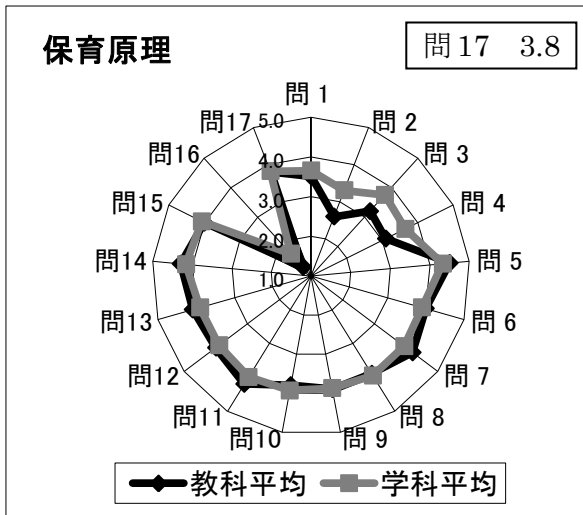 保育原理
問17 3.8
問 1
問 2
問 3
問 4
問 5
問 6
問 7
問 8
問 9
問10
問11
問12
問13
問14
問15
問16
問17
5.0
4.0
3.0
2.0
1.0
教科平均
学科平均